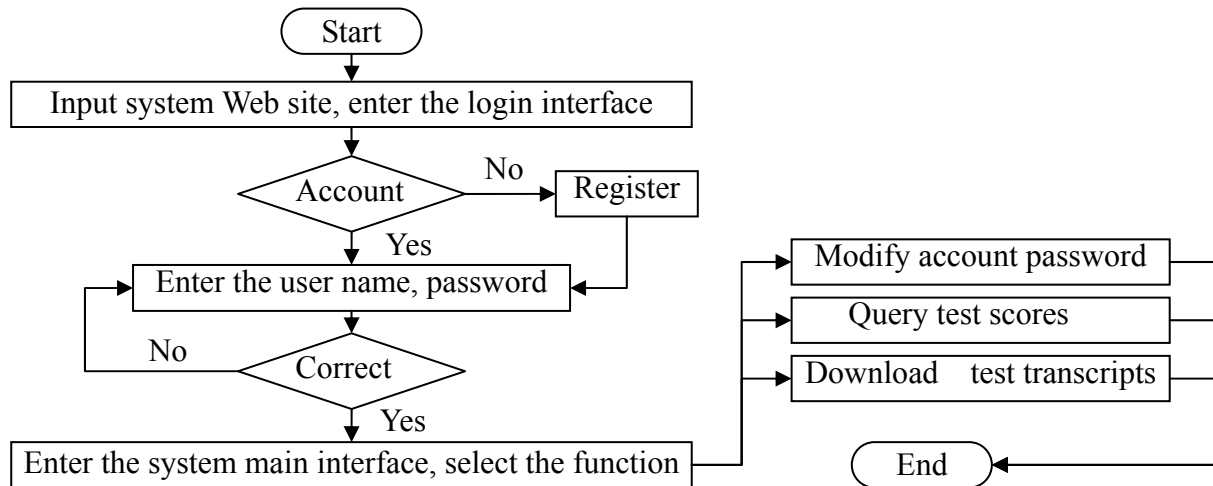 Start
Input system Web site, enter the login interface
Account
No
Register
Yes
Enter the user name, password
No
Correct
Yes
Enter the system main interface, select the function
Modify account password
Query test scores
Download test transcripts
End